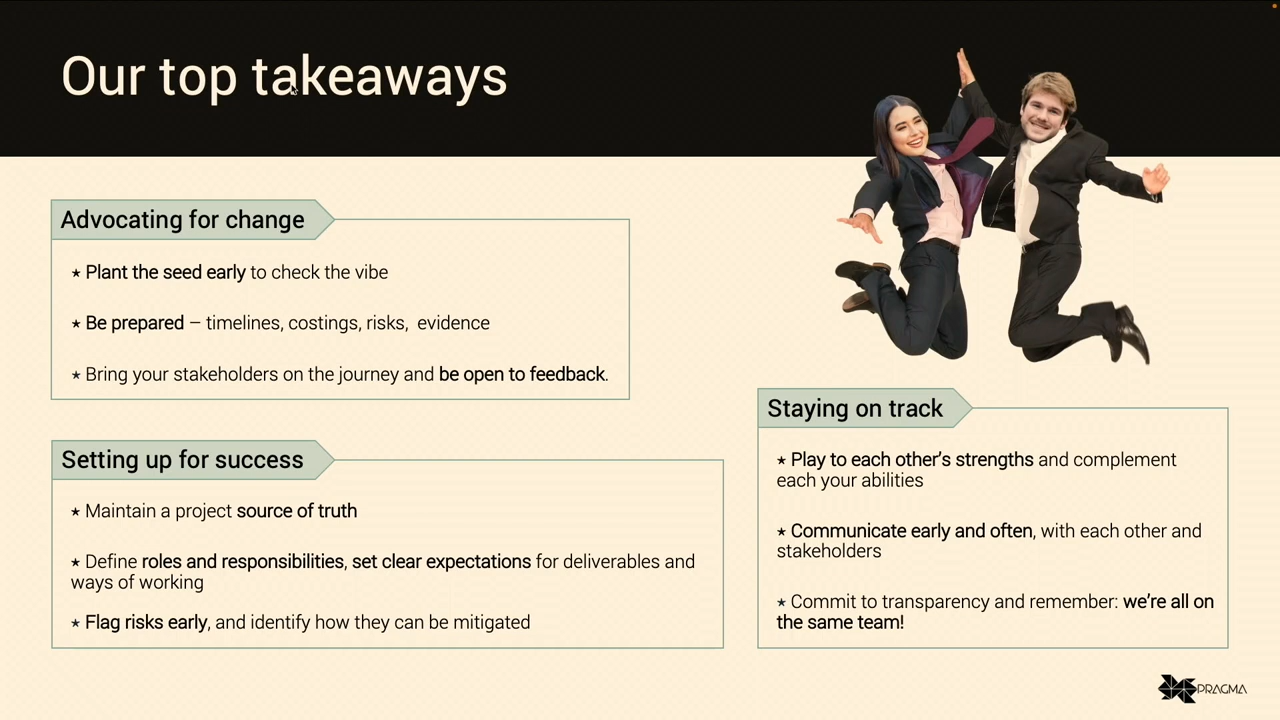 Our top takeaways
Advocating for change
⋆ Plant the seed early to check the vibe
⋆ Be prepared – timelines, costings, risks,  evidence
⋆ Bring your stakeholders on the journey and be open to feedback.
Setting up for success
⋆ Maintain a project source of truth
⋆ Define roles and responsibilities, set clear expectations for deliverables and
ways of working
⋆ Flag risks early, and identify how they can be mitigated
Staying on track
⋆ Play to each other’s strengths and complement
each your abilities
⋆ Communicate early and often, with each other and
stakeholders
⋆ Commit to transparency and remember: we’re all on
the same team!
PRAGMA